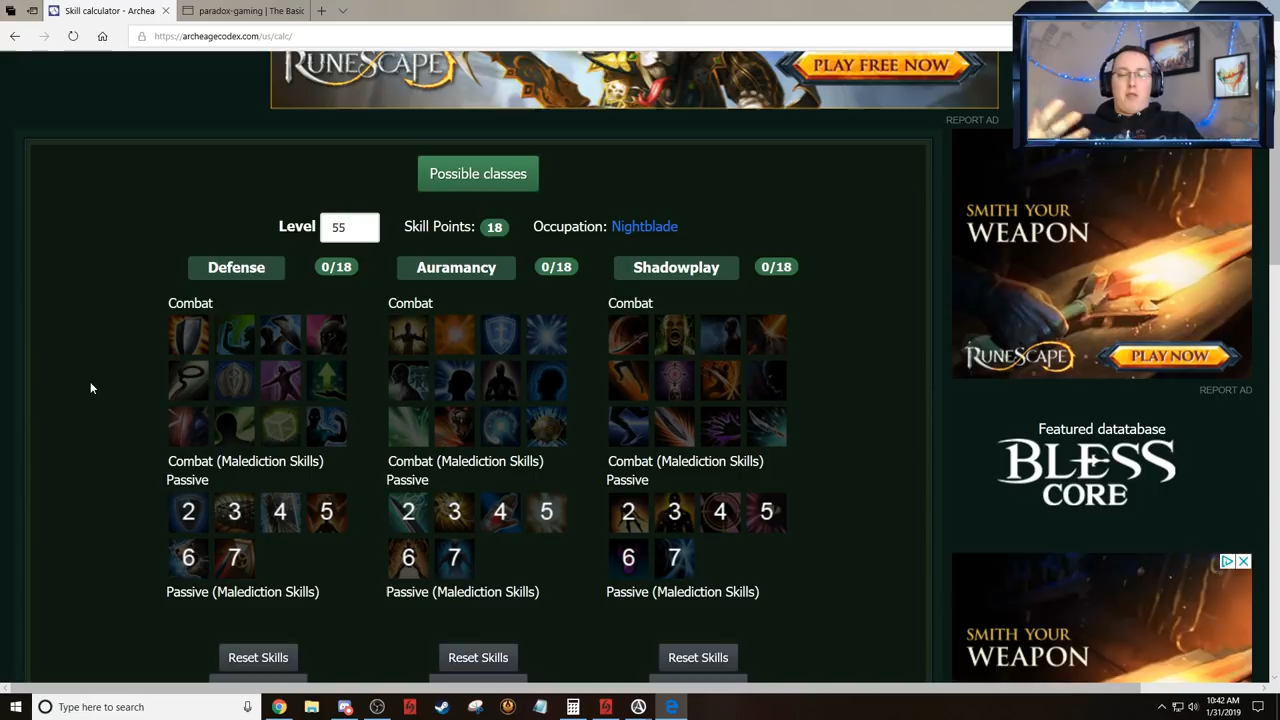 Skill calculator - Archea
paradox-gaming | The Basic
https://archeagecodex.com/us/calc/
RUNESCAPE
PLAY FREE NOW
REPORT AD
Possible classes
Level 55 Skill Points: 18 Occupation: Nightblade
Defense 0/18 Auramancy 0/18 Shadowplay 0/18
Combat Combat Combat
Combat (Malediction Skills) Combat (Malediction Skills) Combat (Malediction Skills)
Passive Passive Passive
2 3 4 5 2 3 4 5 2 3 4 5
6 7 6 7 6 7
Passive (Malediction Skills) Passive (Malediction Skills) Passive (Malediction Skills)
Reset Skills Reset Skills Reset Skills
SMITH YOUR
WEAPON
RUNESCAPE PLAY NOW
REPORT AD
Featured datatabase
BLESS
CORE
SMITH YOUR
WEAPON
Type here to search
10:42 AM
1/31/2019